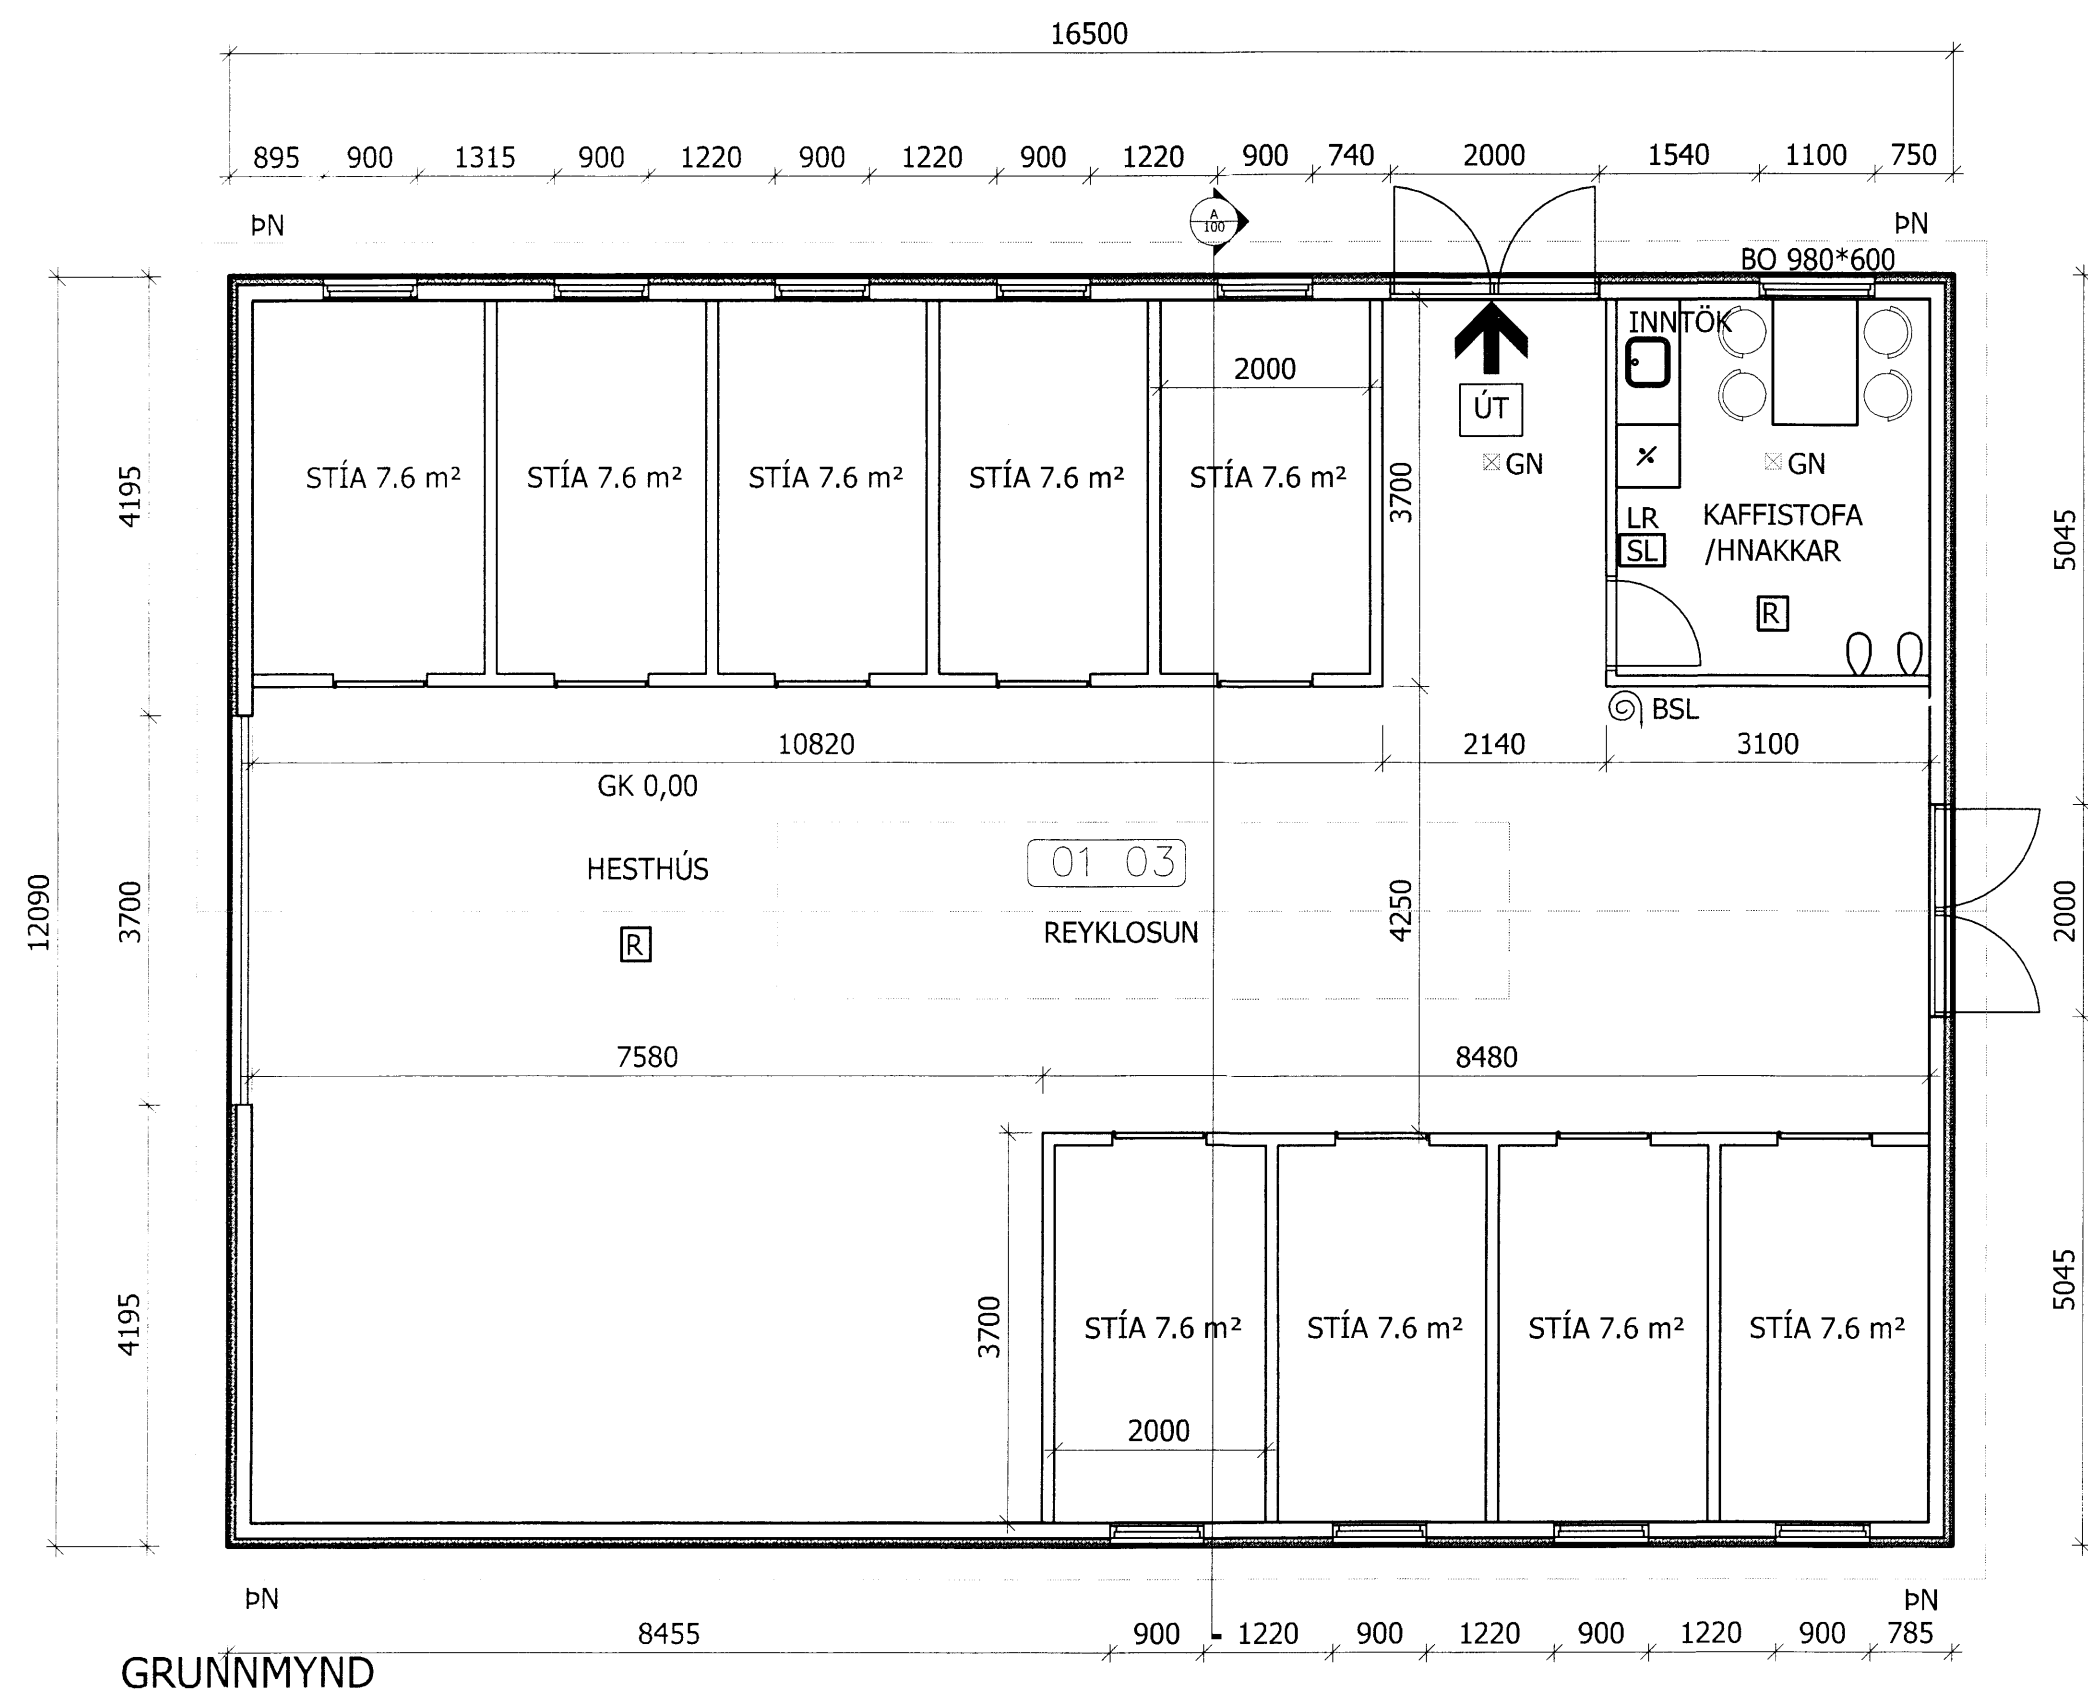 16500
895 900 1315 900 1220 900 1220 900 1220 900 740 2000 1540 1100 750
ÞN
A
100
ÞN
BO 980*600
INNTÖK
2000
ÚT
4195
STÍA 7.6 m²
STÍA 7.6 m²
STÍA 7.6 m²
STÍA 7.6 m²
STÍA 7.6 m²
3700
GN
GN
LR
SL
KAFFISTOFA
/HNAKKAR
5045
R
BSL
10820
2140
3100
GK 0,00
HESTHÚS
01 03
12090
3700
R
REYKLOSUN
4250
2000
7580
8480
4195
3700
STÍA 7.6 m²
STÍA 7.6 m²
STÍA 7.6 m²
STÍA 7.6 m²
5045
2000
ÞN
ÞN
8455 900 1220 900 1220 900 1220 900 785
GRUNNMYND